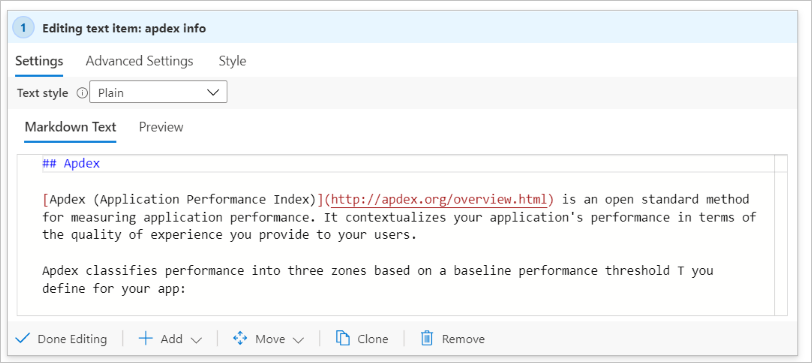 1 Editing text item: apdex info
Settings Advanced Settings Style
Text style Plain
Markdown Text Preview
## Apdex
[Apdex (Application Performance Index)](http://apdex.org/overview.html) is an open standard method
for measuring application performance. It contextualizes your application's performance in terms of
the quality of experience you provide to your users.
Apdex classifies performance into three zones based on a baseline performance threshold T you
define for your app:
Done Editing Add Move Clone Remove